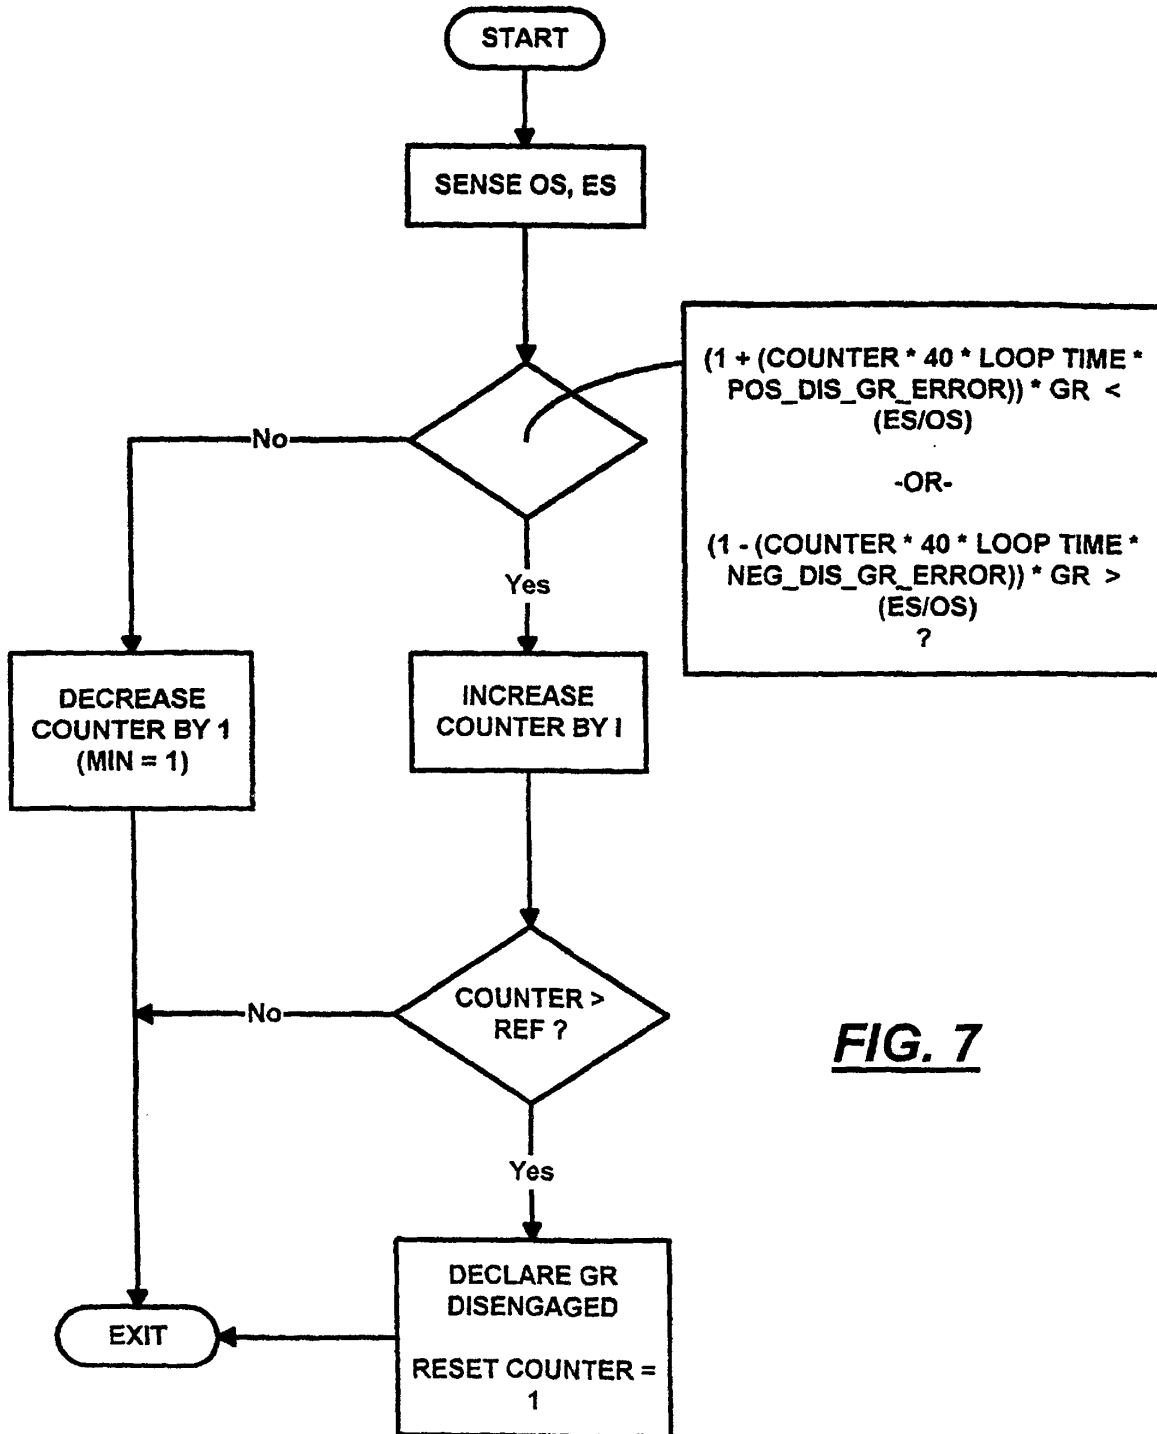 START
SENSE OS, ES
(1 + (COUNTER * 40 * LOOP TIME *
POS_DIS_GR_ERROR)) * GR <
(ES/OS)
-OR-
(1 - (COUNTER * 40 * LOOP TIME *
NEG_DIS_GR_ERROR)) * GR >
(ES/OS)
?
No
Yes
DECREASE
COUNTER BY 1
(MIN = 1)
INCREASE
COUNTER BY I
COUNTER >
REF ?
No
FIG. 7
Yes
DECLARE GR
DISENGAGED
RESET COUNTER =
1
EXIT